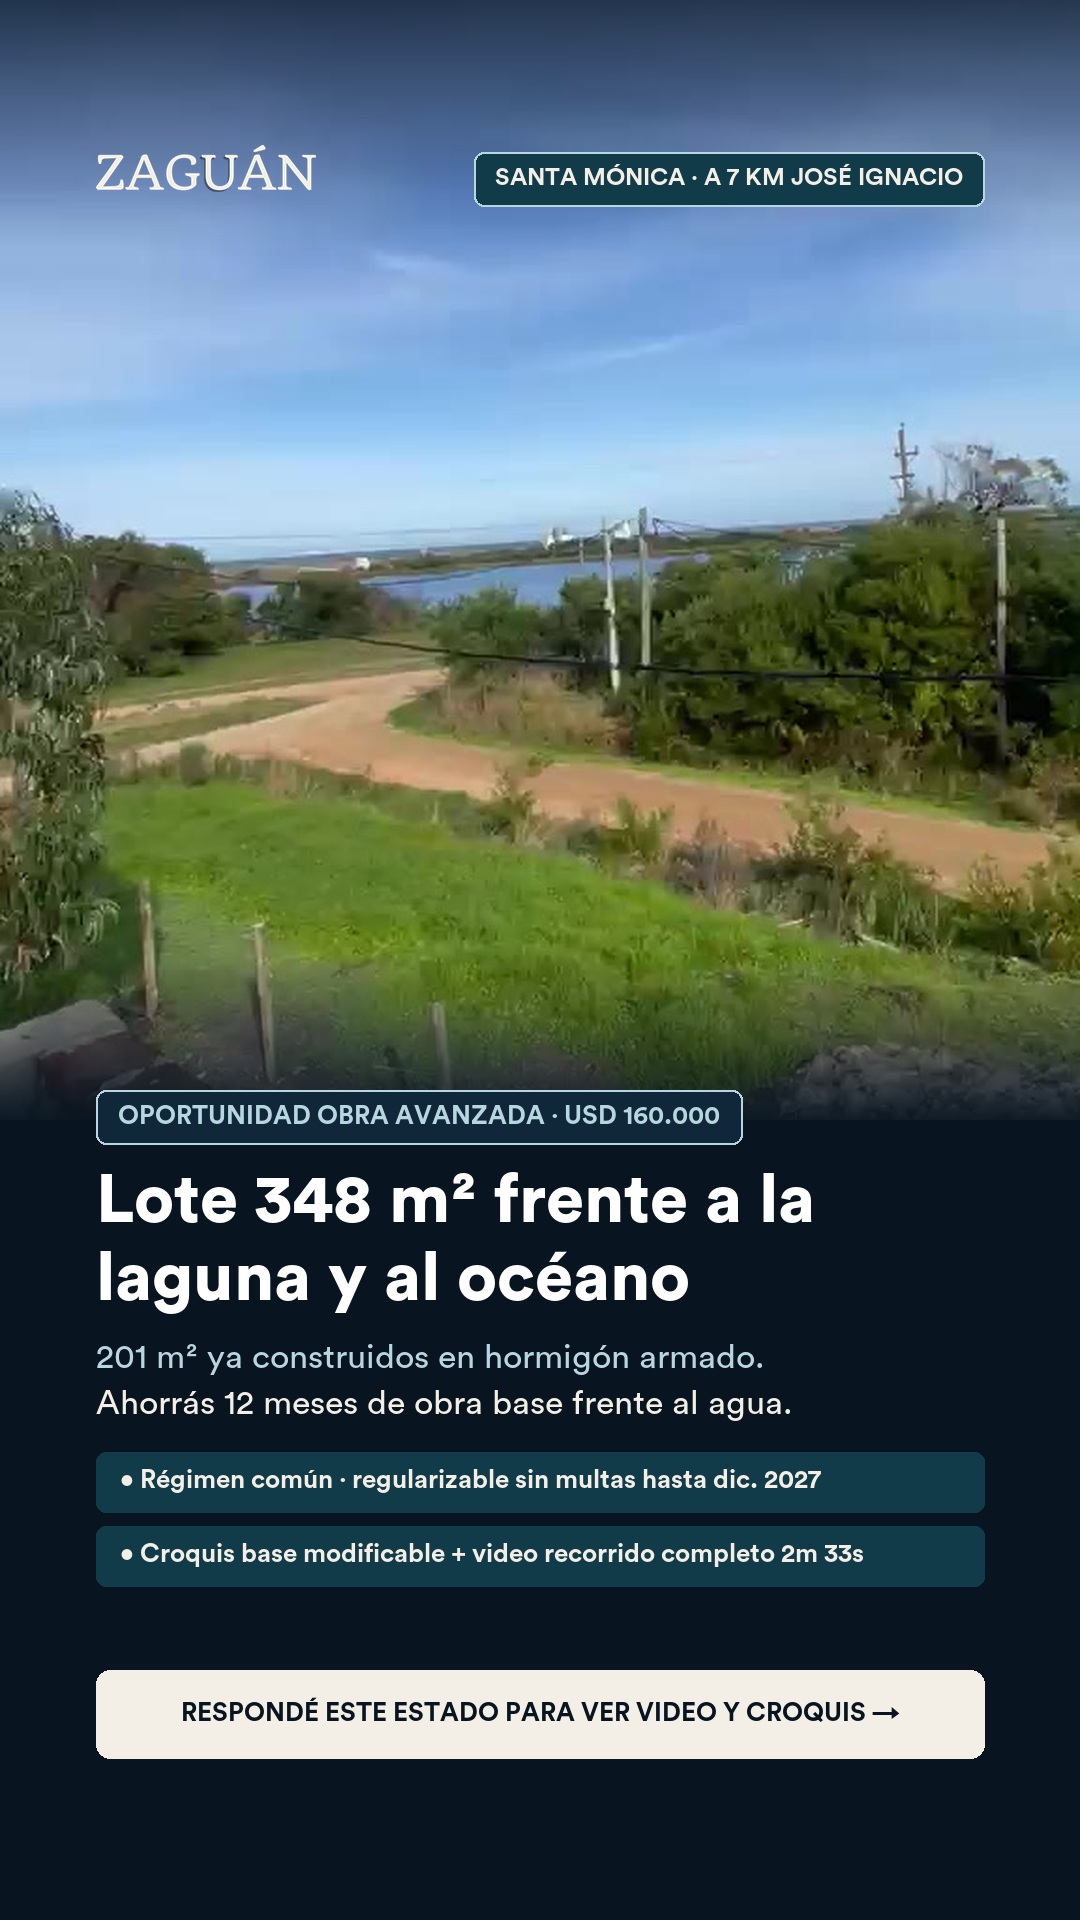 ZAGUÁN
SANTA MÓNICA · A 7 KM JOSÉ IGNACIO
OPORTUNIDAD OBRA AVANZADA · USD 160.000
Lote 348 m² frente a la
laguna y al océano
201 m² ya construidos en hormigón armado.
Ahorrás 12 meses de obra base frente al agua.
• Régimen común · regularizable sin multas hasta dic. 2027
• Croquis base modificable + video recorrido completo 2m 33s
RESPONDÉ ESTE ESTADO PARA VER VIDEO Y CROQUIS →